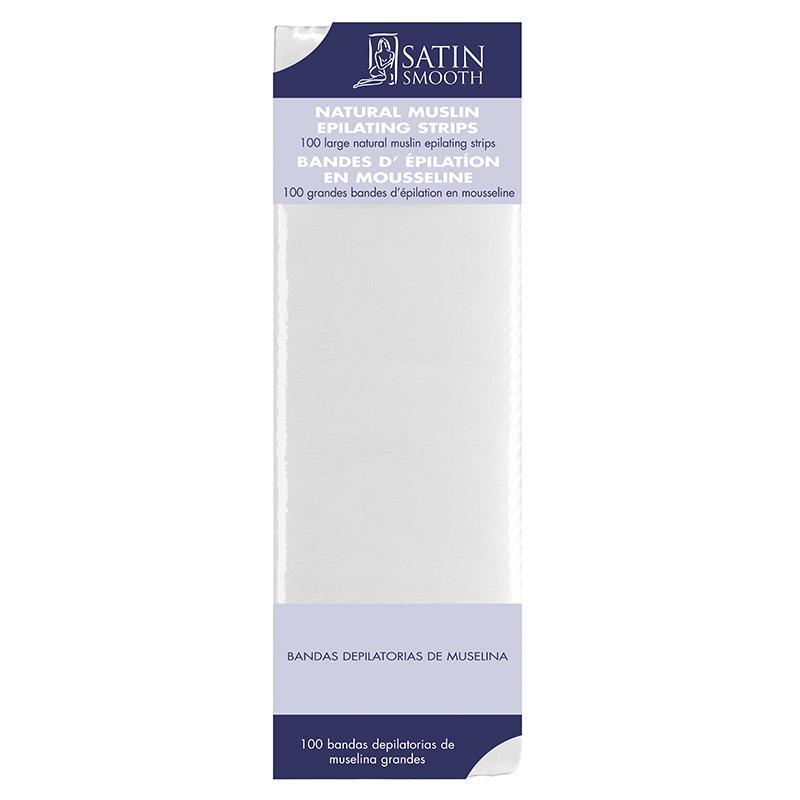 SATIN
SMOOTH
NATURAL MUSLIN
EPILATING STRIPS
100 large natural muslin epilating strips
BANDES D' ÉPILATÍON
EN MOUSSELINE
100 grandes bandes d'épilation en mousseline
BANDAS DEPILATORIAS DE MUSELINA
100 bandas depilatorias de
muselina grandes